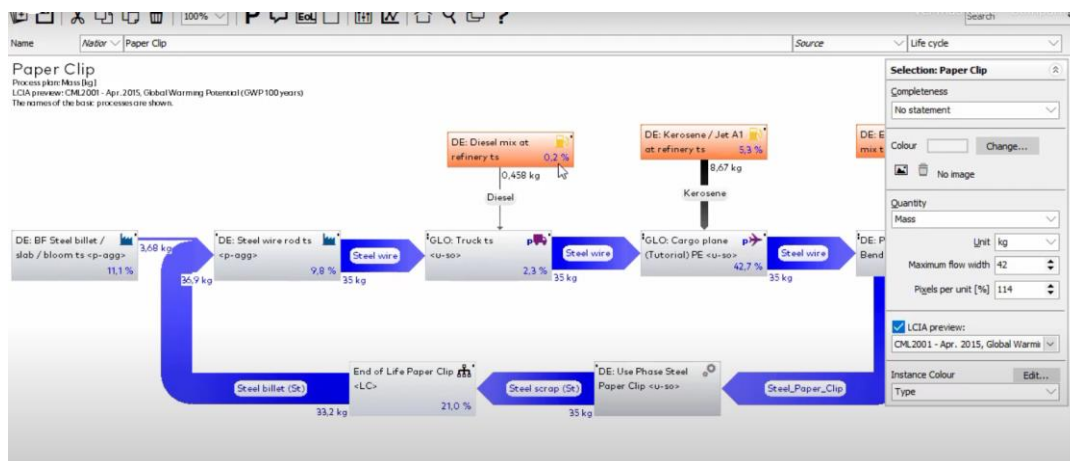 100%
P
EoL
?
Search
Name
Nation
Paper Clip
Source
Life cycle
Paper Clip
Process plan: Mass [kg]
LCIA preview: CML2001 - Apr. 2015, Global Warming Potential (GWP 100 years)
The names of the basic processes are shown.
DE: Diesel mix at
refinery ts
0,2 %
0,458 kg
Diesel
DE: Kerosene / Jet A1
at refinery ts
5,3 %
8,67 kg
Kerosene
DE: E
mix t
DE: BF Steel billet /
slab / bloom ts <p-agg>
11,1 %
3,68 kg
36,9 kg
DE: Steel wire rod ts
<p-agg>
9,8 %
Steel wire
35 kg
GLO: Truck ts
<u-so>
P
2,3 %
Steel wire
35 kg
GLO: Cargo plane
(Tutorial) PE <u-so>
P
42,7 %
Steel wire
35 kg
DE: P
Bend
Steel billet (St)
33,2 kg
End of Life Paper Clip
<LC>
21,0 %
Steel scrap (St)
35 kg
DE: Use Phase Steel
Paper Clip <u-so>
Steel_Paper_Clip
Selection: Paper Clip
Completeness
No statement
Colour
Change...
No image
Quantity
Mass
Unit
kg
Maximum flow width
42
Pixels per unit [%]
114
LCIA preview:
CML2001 - Apr. 2015, Global Warmi
Instance Colour
Edit...
Type